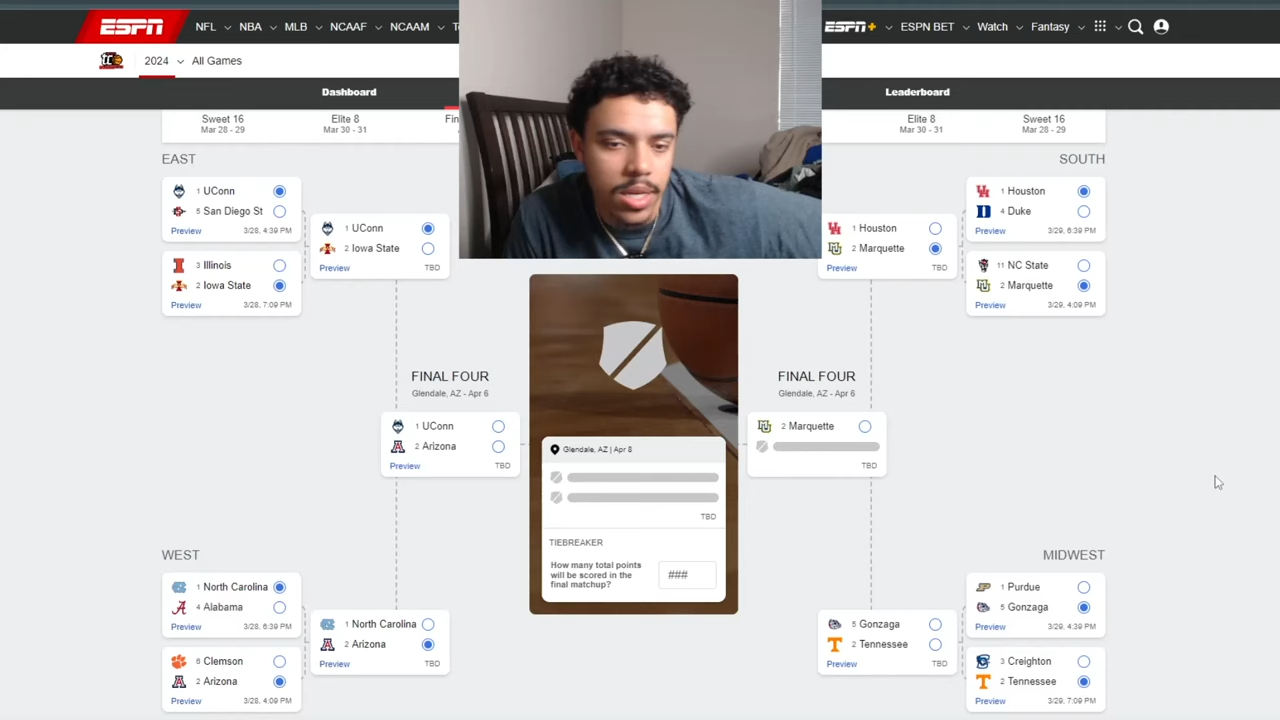 ESPN NFL NBA MLB NCAAF NCAAM ESPN+ ESPN BET Watch Fantasy
2024 All Games
Dashboard Leaderboard
Sweet 16
Mar 28 - 29
Elite 8
Mar 30 - 31
Elite 8
Mar 30 - 31
Sweet 16
Mar 28 - 29
EAST
1 UConn
5 San Diego St
Preview 3/28, 4:39 PM
3 Illinois
2 Iowa State
Preview 3/28, 7:09 PM
1 UConn
2 Iowa State
Preview TBD
SOUTH
1 Houston
4 Duke
Preview 3/29, 6:39 PM
11 NC State
2 Marquette
Preview 3/29, 4:09 PM
1 Houston
2 Marquette
Preview TBD
FINAL FOUR
Glendale, AZ - Apr 6
1 UConn
2 Arizona
Preview TBD
Glendale, AZ | Apr 8
TBD
TIEBREAKER
How many total points
will be scored in the
final matchup?
###
FINAL FOUR
Glendale, AZ - Apr 6
2 Marquette
TBD
WEST
1 North Carolina
4 Alabama
Preview 3/28, 6:39 PM
6 Clemson
2 Arizona
Preview 3/28, 4:09 PM
1 North Carolina
2 Arizona
Preview TBD
MIDWEST
1 Purdue
5 Gonzaga
Preview 3/29, 4:39 PM
3 Creighton
2 Tennessee
Preview 3/29, 7:09 PM
5 Gonzaga
2 Tennessee
Preview TBD